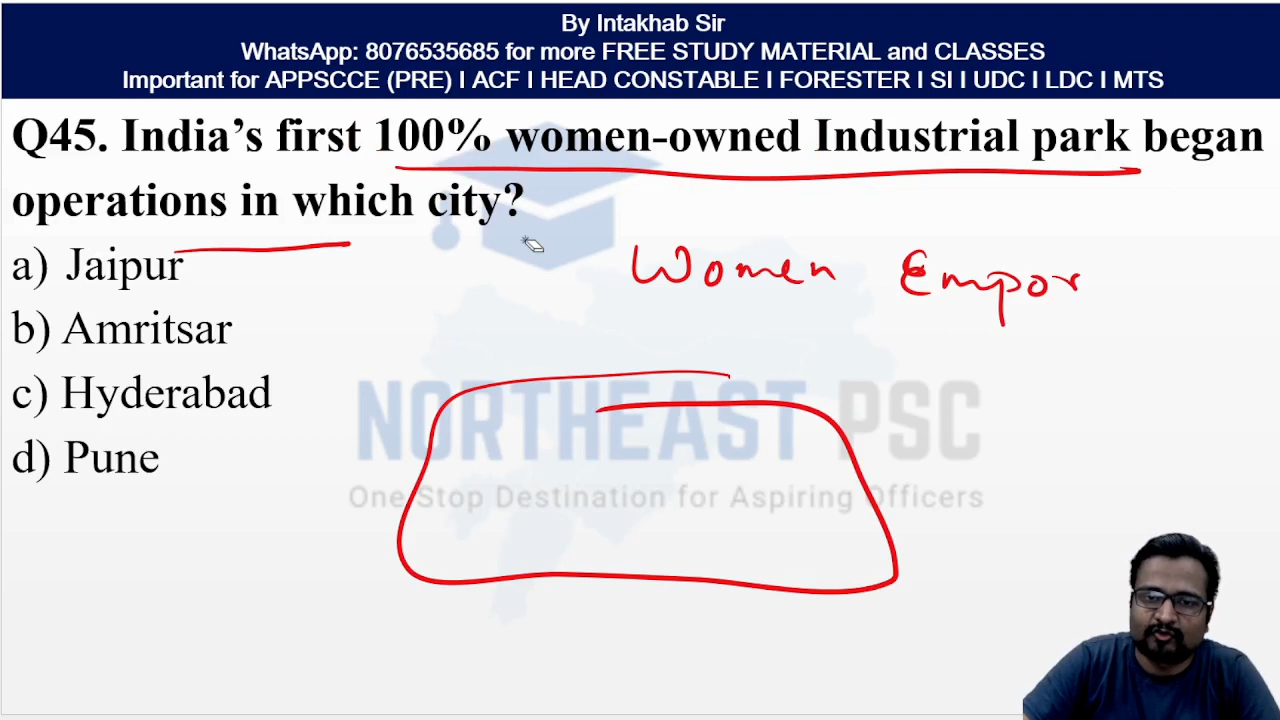 By Intakhab Sir
WhatsApp: 8076535685 for more FREE STUDY MATERIAL and CLASSES
Important for APPSCCE (PRE) I ACF I HEAD CONSTABLE I FORESTER I SI I UDC I LDC I MTS
Q45. India’s first 100% women-owned Industrial park began
operations in which city?
a) Jaipur
Women Empor
b) Amritsar
c) Hyderabad
d) Pune
NORTHEAST PSC
One Stop Destination for Aspiring Officers